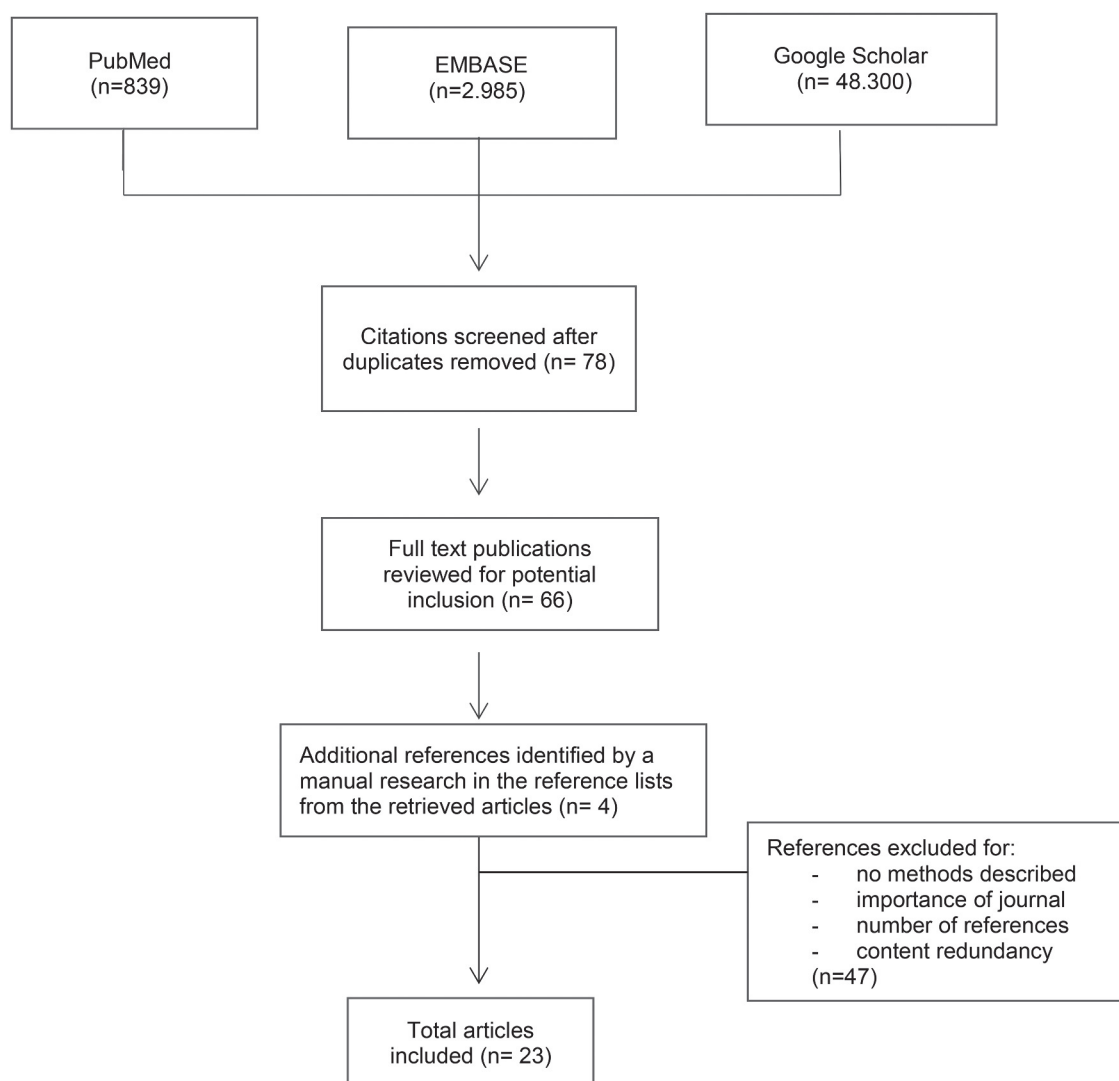 PubMed
(n=839)
EMBASE
(n=2.985)
Google Scholar
(n= 48.300)
Citations screened after
duplicates removed (n= 78)
Full text publications
reviewed for potential
inclusion (n= 66)
Additional references identified by a
manual research in the reference lists
from the retrieved articles (n= 4)
References excluded for:
- no methods described
- importance of journal
- number of references
- content redundancy
(n=47)
Total articles
included (n= 23)